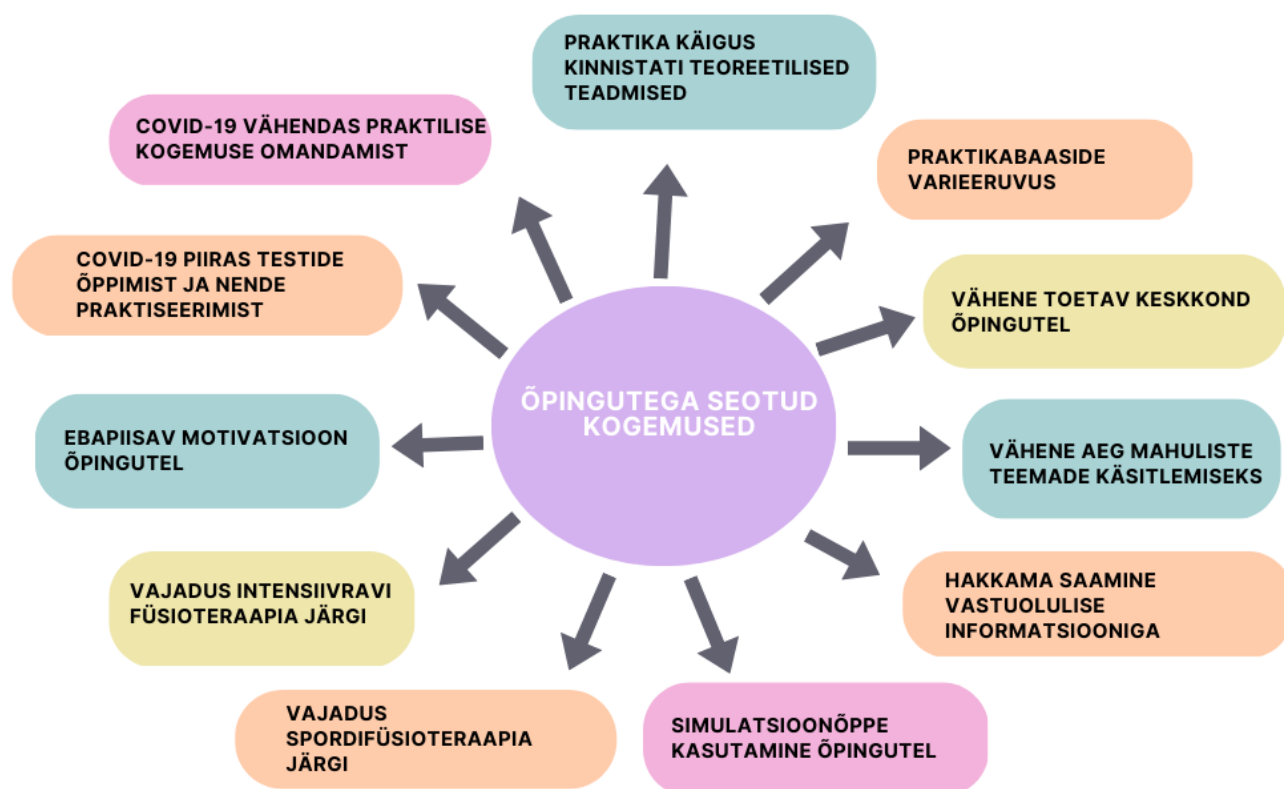 PRAKTIKA KÄIGUS
KINNISTATI TEOREETILISED
TEADMISED
COVID-19 VÄHENDAS PRAKTILISE
KOGEMUSE OMANDAMIST
PRAKTIKABAASIDE
VARIEERUVUS
COVID-19 PIIRAS TESTIDE
ÕPPIMIST JA NENDE
PRAKTISEERIMIST
VÄHENE TOETAV KESKKOND
ÕPINGUTEL
ÕPINGUTEGA SEOTUD
KOGEMUSED
EBAPIISAV MOTIVATSIOON
ÕPINGUTEL
VÄHENE AEG MAHULISTE
TEEMADE KÄSITLEMISEKS
VAJADUS INTENSIIVRAVI
FÜSIOTERAAPIA JÄRGI
HAKKAMA SAAMINE
VASTUOLULISE
INFORMATSIOONIGA
VAJADUS
SPORDIFÜSIOTERAAPIA
JÄRGI
SIMULATSIOONÕPPE
KASUTAMINE ÕPINGUTEL